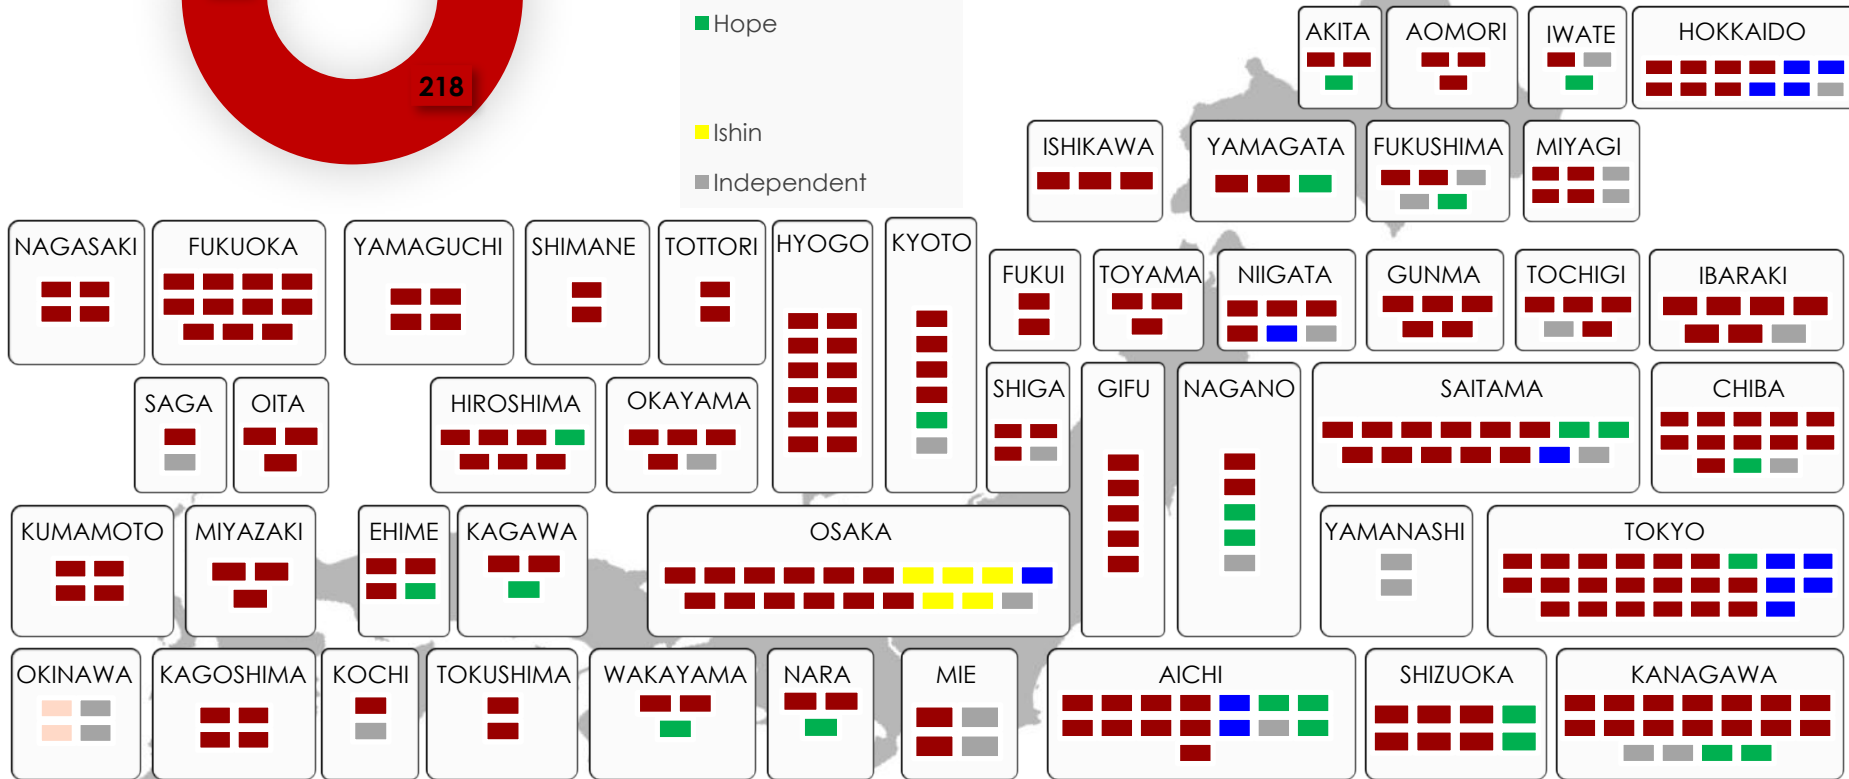 Hope
218
Ishin
Independent
AKITA
AOMORI
IWATE
HOKKAIDO
ISHIKAWA
YAMAGATA
FUKUSHIMA
MIYAGI
NAGASAKI
FUKUOKA
YAMAGUCHI
SHIMANE
TOTTORI
HYOGO
KYOTO
FUKUI
TOYAMA
NIIGATA
GUNMA
TOCHIGI
IBARAKI
SAGA
OITA
HIROSHIMA
OKAYAMA
SHIGA
GIFU
NAGANO
SAITAMA
CHIBA
KUMAMOTO
MIYAZAKI
EHIME
KAGAWA
OSAKA
YAMANASHI
TOKYO
OKINAWA
KAGOSHIMA
KOCHI
TOKUSHIMA
WAKAYAMA
NARA
MIE
AICHI
SHIZUOKA
KANAGAWA